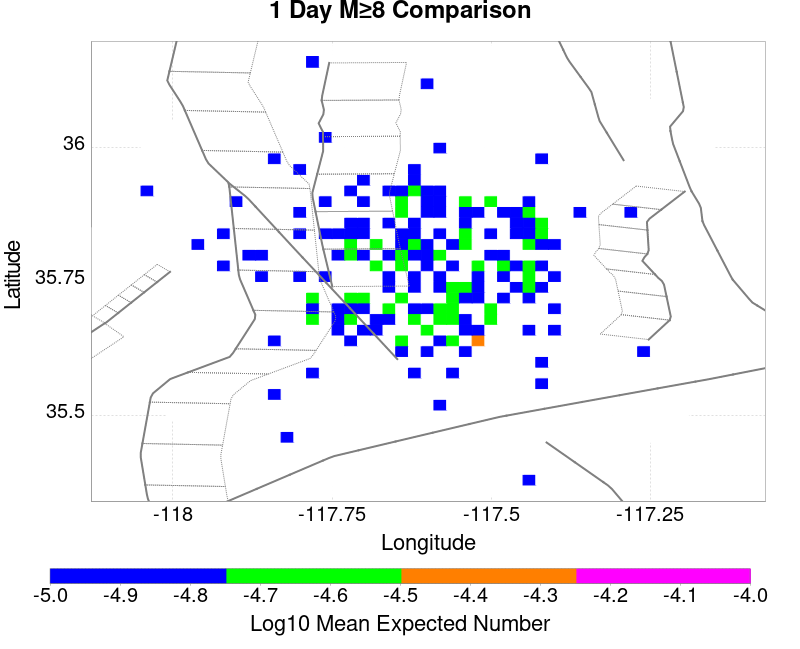 1 Day M≥8 Comparison
36
35.75
35.5
Latitude
-118 -117.75 -117.5 -117.25
Longitude
-5.0 -4.9 -4.8 -4.7 -4.6 -4.5 -4.4 -4.3 -4.2 -4.1 -4.0
Log10 Mean Expected Number